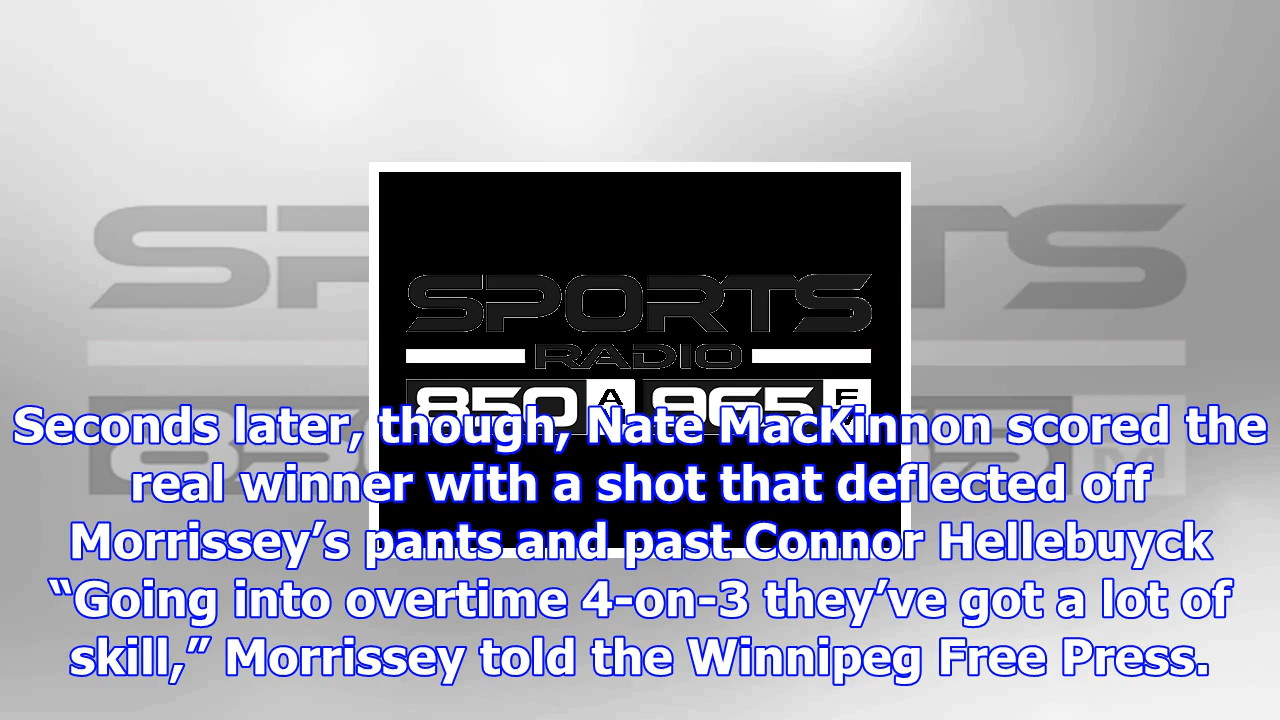 SPORTS
RADIO
850 A 965 F
Seconds later, though, Nate MacKinnon scored the
real winner with a shot that deflected off
Morrissey’s pants and past Connor Hellebuyck
“Going into overtime 4-on-3 they’ve got a lot of
skill,” Morrissey told the Winnipeg Free Press.